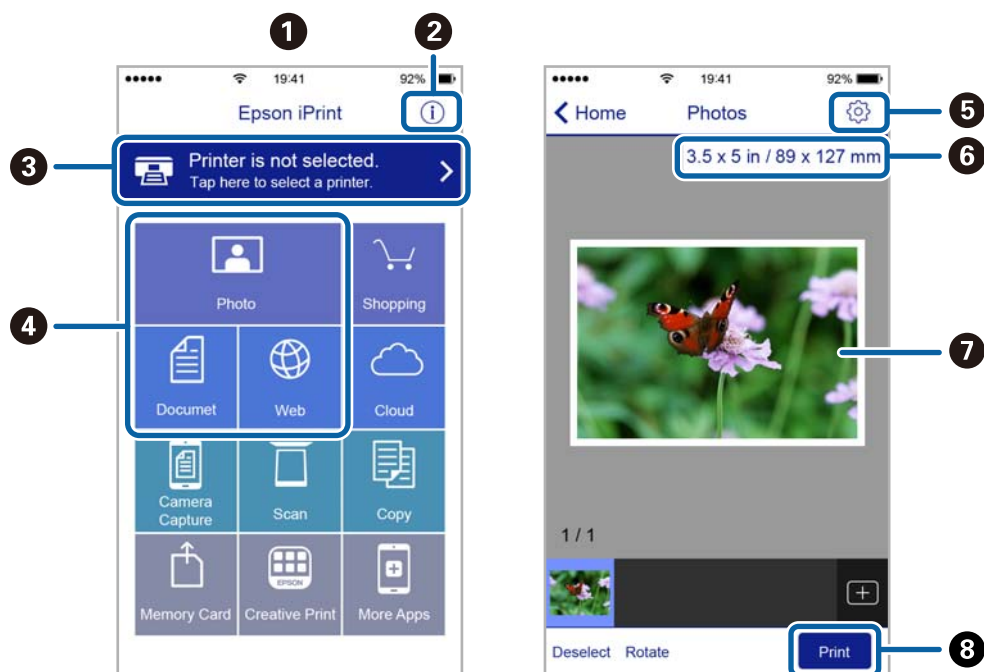 1
2
19:41
92%
Epson iPrint
3
Printer is not selected.
Tap here to select a printer.
4
Photo
Shopping
Documet
Web
Cloud
Camera
Capture
Scan
Copy
EPSON
Memory Card
Creative Print
More Apps
19:41
92%
Home
Photos
5
3.5 x 5 in / 89 x 127 mm
6
7
1 / 1
Deselect
Rotate
Print
8